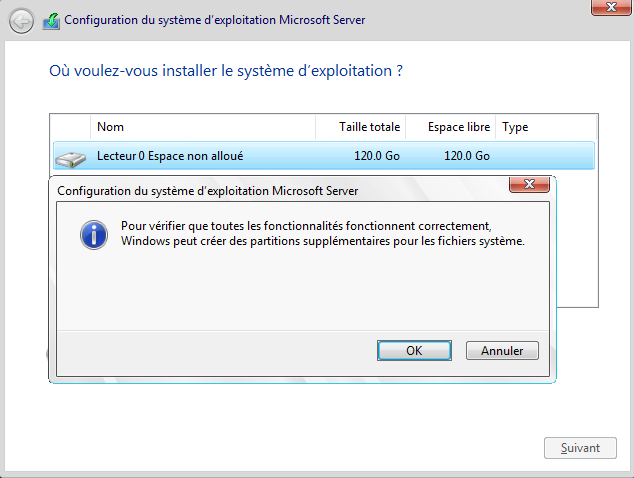 Configuration du système d'exploitation Microsoft Server
Où voulez-vous installer le système d'exploitation ?
Nom Taille totale Espace libre Type
Lecteur 0 Espace non alloué 120.0 Go 120.0 Go
Configuration du système d'exploitation Microsoft Server
Pour vérifier que toutes les fonctionnalités fonctionnent correctement,
Windows peut créer des partitions supplémentaires pour les fichiers système.
OK Annuler
Suivant